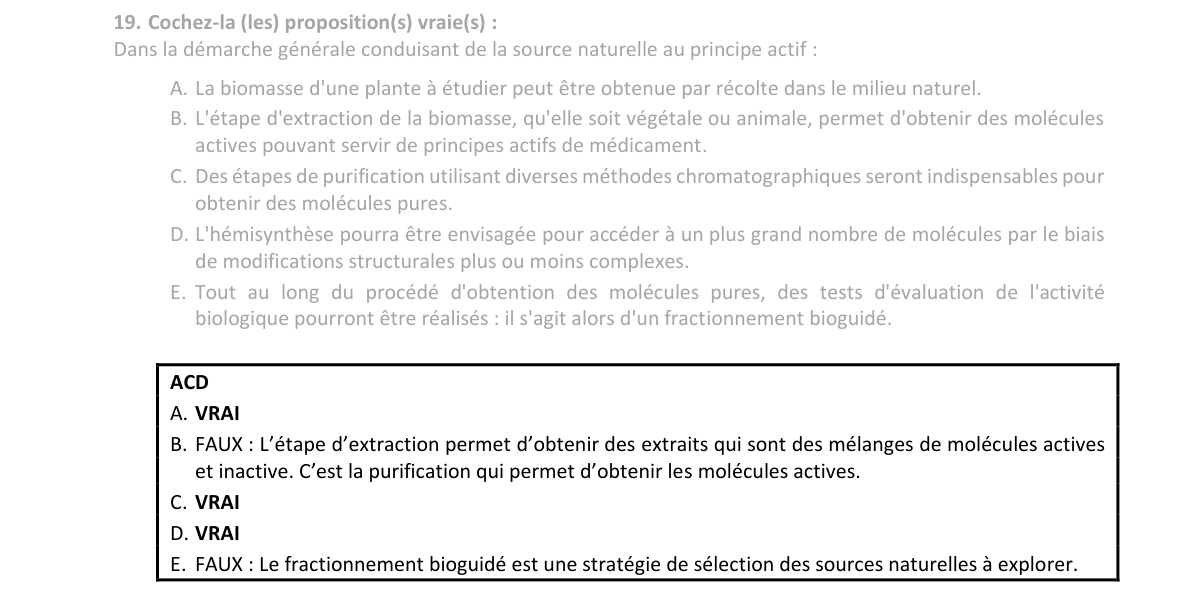 19. Cochez-la (les) proposition(s) vraie(s) :
Dans la démarche générale conduisant de la source naturelle au principe actif :
A. La biomasse d'une plante à étudier peut être obtenue par récolte dans le milieu naturel.
B. L'étape d'extraction de la biomasse, qu'elle soit végétale ou animale, permet d'obtenir des molécules
actives pouvant servir de principes actifs de médicament.
C. Des étapes de purification utilisant diverses méthodes chromatographiques seront indispensables pour
obtenir des molécules pures.
D. L'hémisynthèse pourra être envisagée pour accéder à un plus grand nombre de molécules par le biais
de modifications structurales plus ou moins complexes.
E. Tout au long du procédé d'obtention des molécules pures, des tests d'évaluation de l'activité
biologique pourront être réalisés : il s'agit alors d'un fractionnement bioguidé.
ACD
A. VRAI
B. FAUX : L’étape d’extraction permet d’obtenir des extraits qui sont des mélanges de molécules actives
et inactive. C’est la purification qui permet d’obtenir les molécules actives.
C. VRAI
D. VRAI
E. FAUX : Le fractionnement bioguidé est une stratégie de sélection des sources naturelles à explorer.